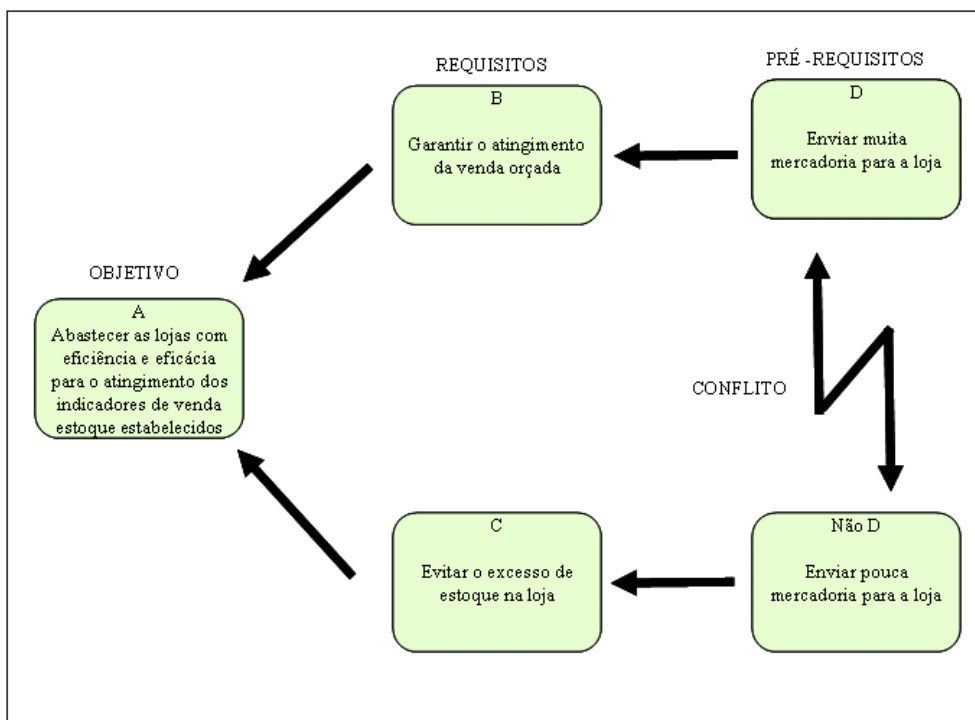 REQUISITOS
PRÉ -REQUISITOS
B
Garantir o atingimento
da venda orçada
D
Enviar muita
mercadoria para a loja
OBJETIVO
A
Abastecer as lojas com
eficiência e eficácia
para o atingimento dos
indicadores de venda
estoque estabelecidos
CONFLITO
C
Evitar o excesso de
estoque na loja
Não D
Enviar pouca
mercadoria para a loja